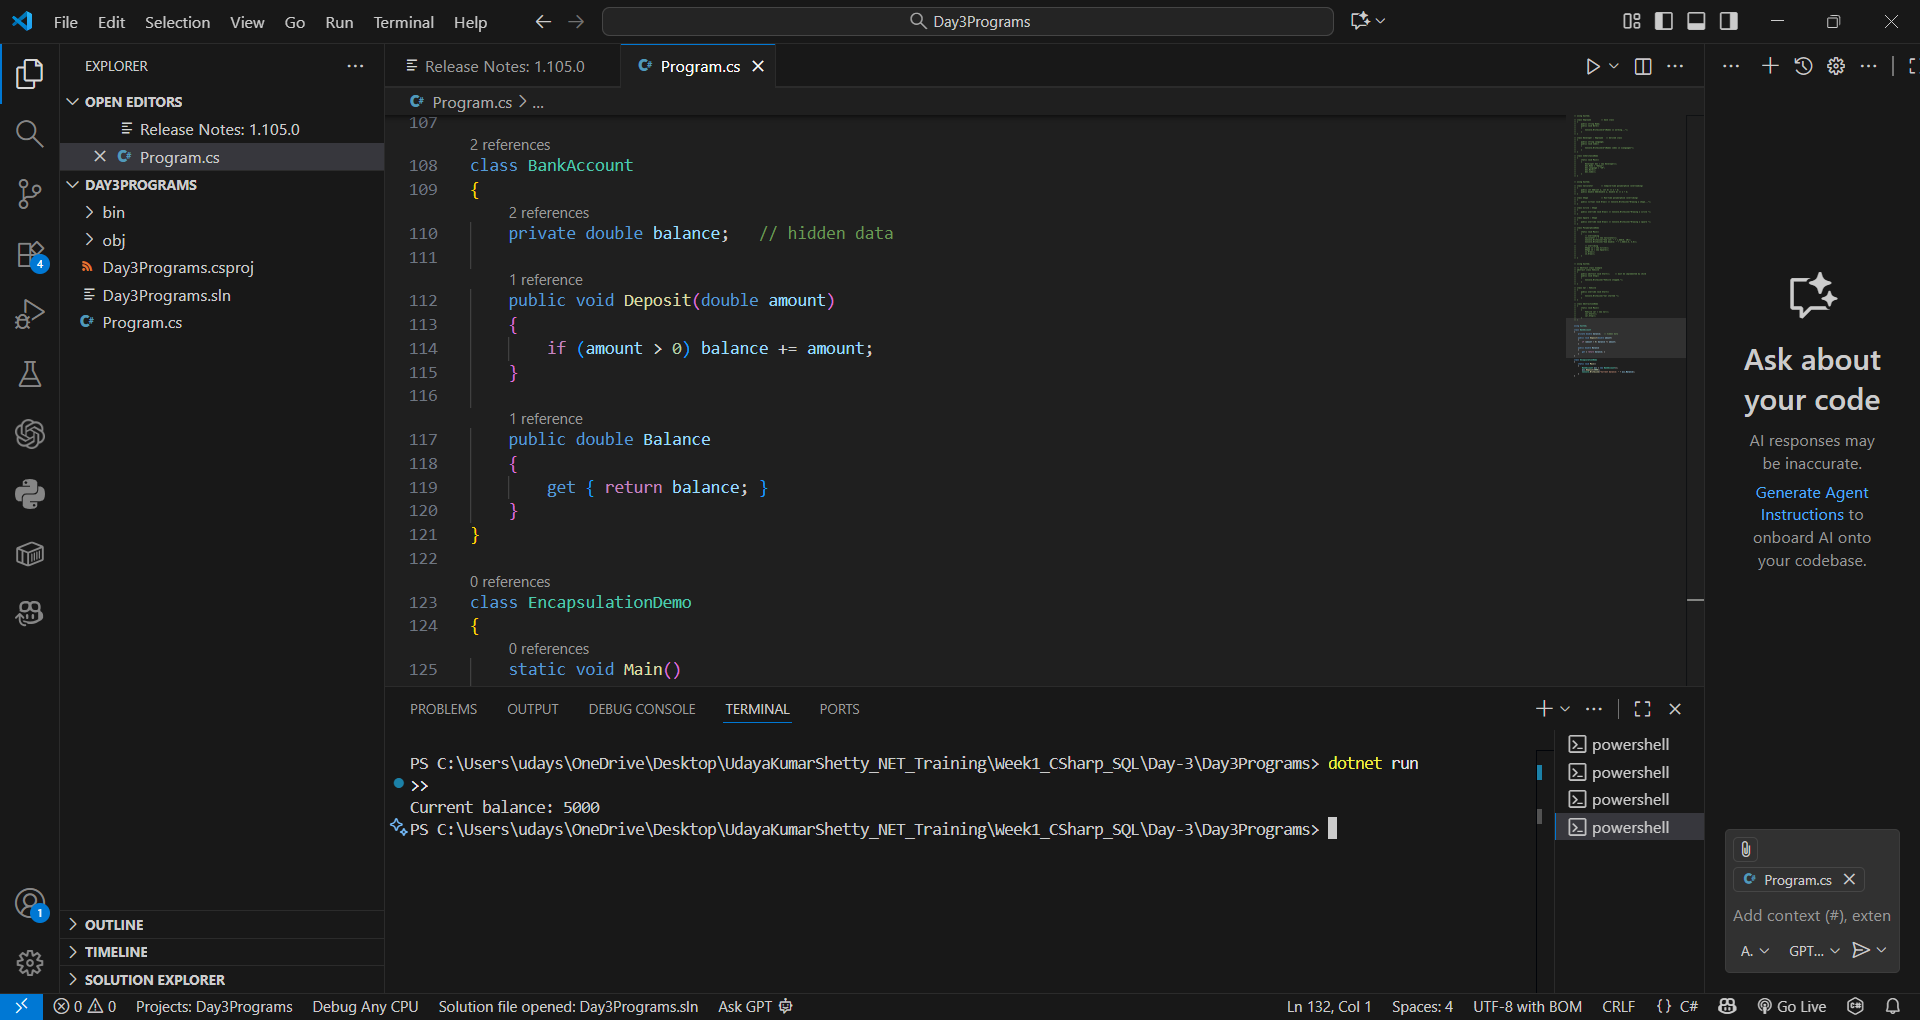 File Edit Selection View Go Run Terminal Help
Day3Programs
EXPLORER
OPEN EDITORS
Release Notes: 1.105.0
Program.cs
DAY3PROGRAMS
bin
obj
Day3Programs.csproj
Day3Programs.sln
Program.cs
OUTLINE
TIMELINE
SOLUTION EXPLORER
4
1
Release Notes: 1.105.0
Program.cs
Program.cs > ...
107
2 references
108 class BankAccount
109 {
2 references
110 private double balance; // hidden data
111
1 reference
112 public void Deposit(double amount)
113 {
114 if (amount > 0) balance += amount;
115 }
116
1 reference
117 public double Balance
118 {
119 get { return balance; }
120 }
121 }
122
0 references
123 class EncapsulationDemo
124 {
0 references
125 static void Main()
PROBLEMS OUTPUT DEBUG CONSOLE TERMINAL PORTS
PS C:\Users\udays\OneDrive\Desktop\UdayaKumarShetty_NET_Training\Week1_CSharp_SQL\Day-3\Day3Programs> dotnet run
>>
Current balance: 5000
PS C:\Users\udays\OneDrive\Desktop\UdayaKumarShetty_NET_Training\Week1_CSharp_SQL\Day-3\Day3Programs>
powershell
powershell
powershell
powershell
Ask about
your code
AI responses may
be inaccurate.
Generate Agent
Instructions to
onboard AI onto
your codebase.
Program.cs
Add context (#), exten
A. GPT...
0 0 Projects: Day3Programs Debug Any CPU Solution file opened: Day3Programs.sln Ask GPT
Ln 132, Col 1 Spaces: 4 UTF-8 with BOM CRLF {} C# Go Live